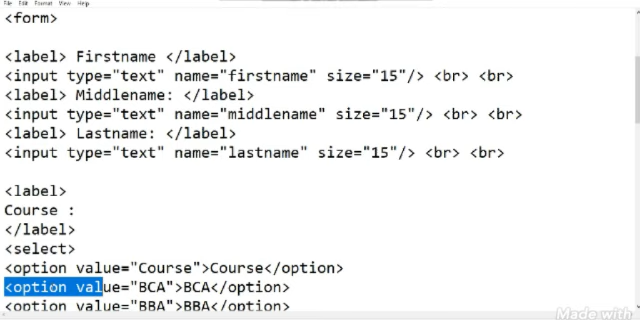 File Edit Format View Help
<form>
<label> Firstname </label>
<input type="text" name="firstname" size="15"/> <br> <br>
<label> Middlename: </label>
<input type="text" name="middlename" size="15"/> <br> <br>
<label> Lastname: </label>
<input type="text" name="lastname" size="15"/> <br> <br>
<label>
Course :
</label>
<select>
<option value="Course">Course</option>
<option value="BCA">BCA</option>
<option value="BBA">BBA</option>
Made with